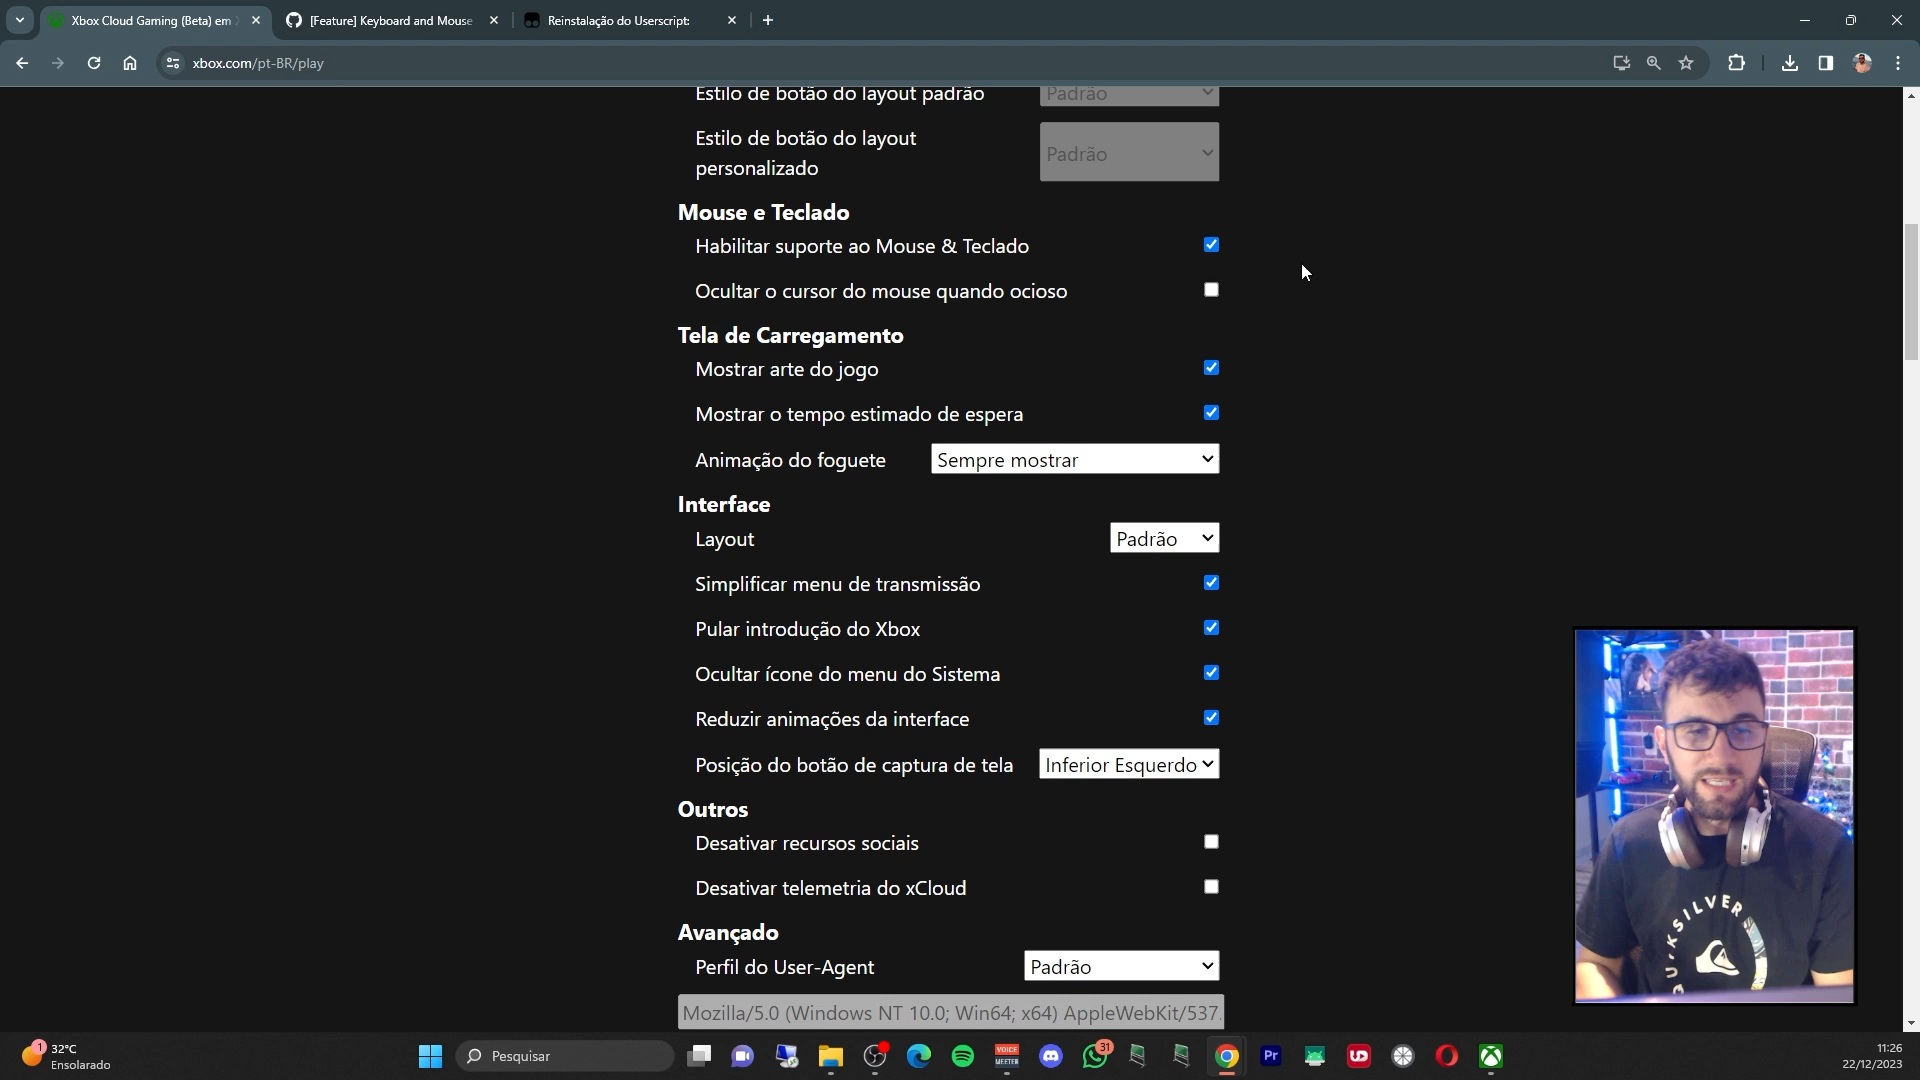 Xbox Cloud Gaming (Beta) em
[Feature] Keyboard and Mouse
Reinstalação do Userscript:
xbox.com/pt-BR/play
Estilo de botão do layout padrão
Padrão
Estilo de botão do layout
personalizado
Padrão
Mouse e Teclado
Habilitar suporte ao Mouse & Teclado
Ocultar o cursor do mouse quando ocioso
Tela de Carregamento
Mostrar arte do jogo
Mostrar o tempo estimado de espera
Animação do foguete
Sempre mostrar
Interface
Layout
Padrão
Simplificar menu de transmissão
Pular introdução do Xbox
Ocultar ícone do menu do Sistema
Reduzir animações da interface
Posição do botão de captura de tela
Inferior Esquerdo
Outros
Desativar recursos sociais
Desativar telemetria do xCloud
Avançado
Perfil do User-Agent
Padrão
Mozilla/5.0 (Windows NT 10.0; Win64; x64) AppleWebKit/537.
QUIKSILVER
1
32°C
Ensolarado
Pesquisar
VOICE
MEETER
31
Pr
11:26
22/12/2023